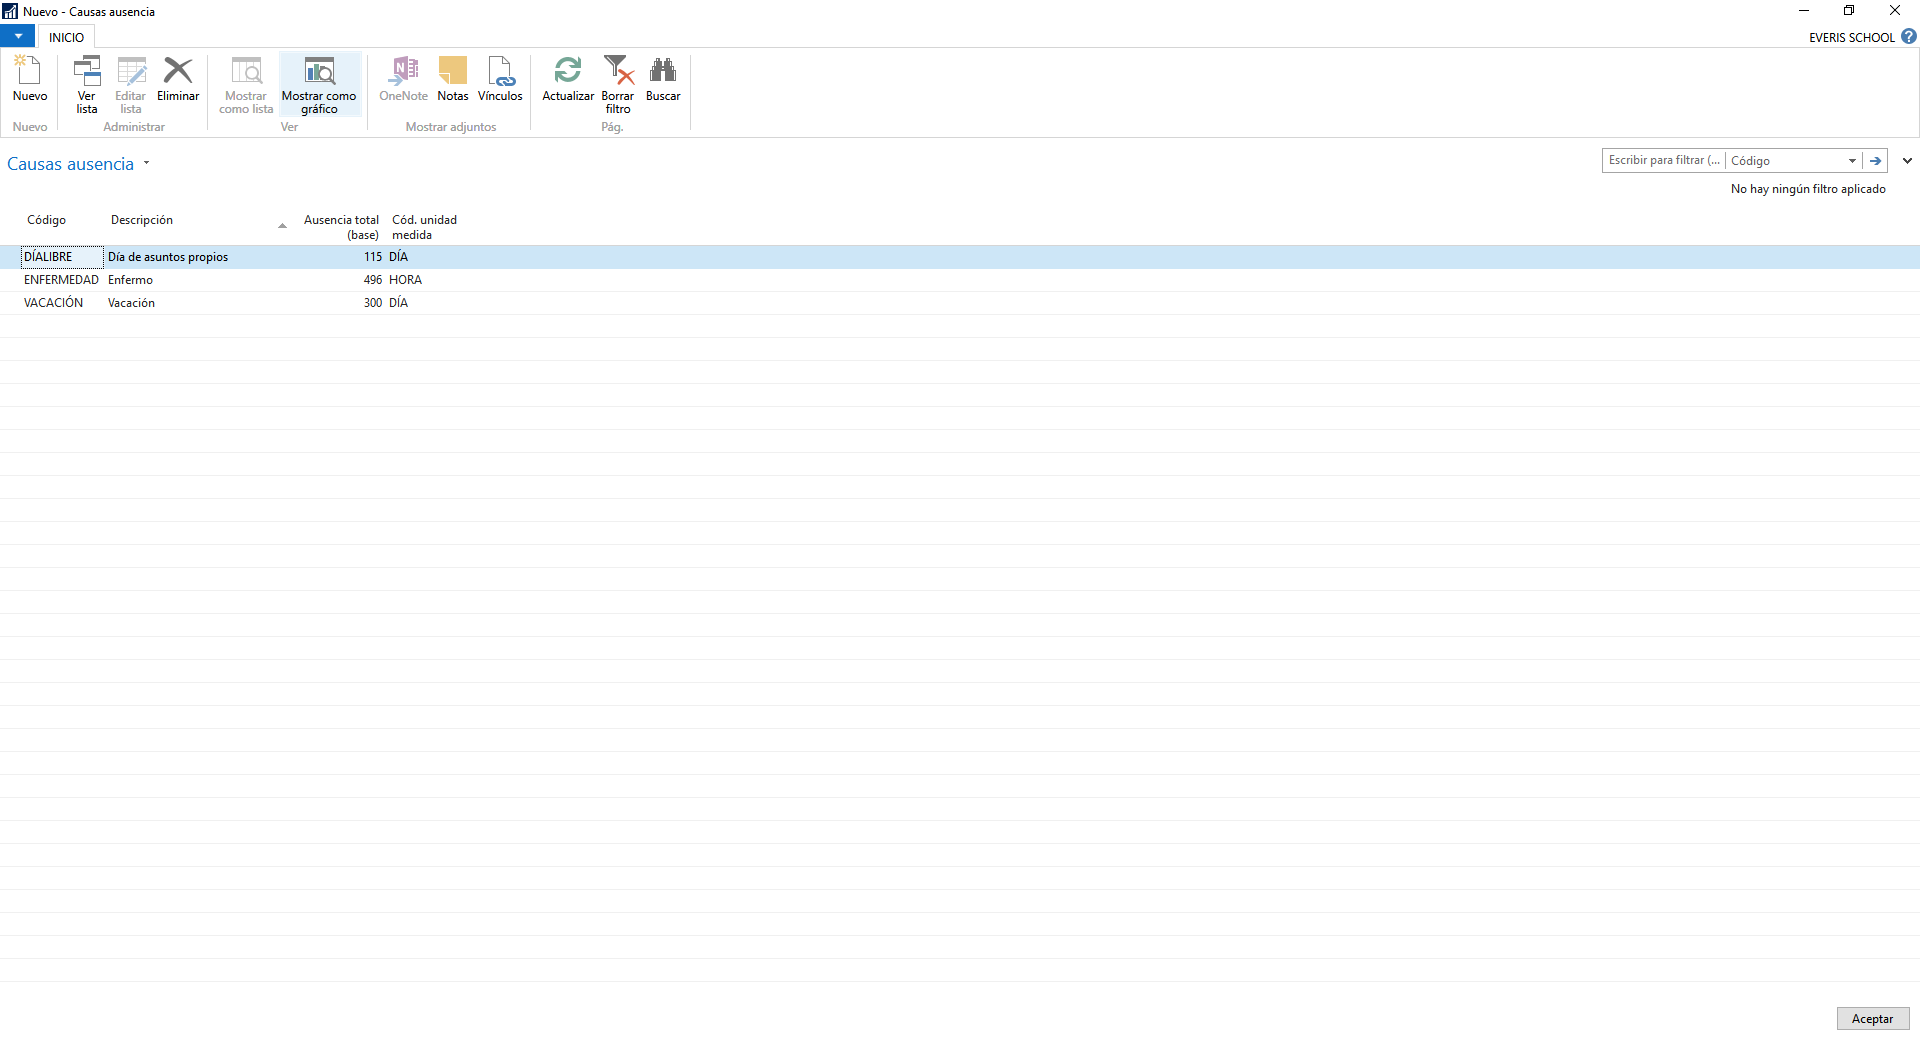 Nuevo - Causas ausencia
INICIO
EVERIS SCHOOL
?
Nuevo
Ver
lista
Editar
lista
Eliminar
Mostrar
como lista
Mostrar como
gráfico
OneNote
Notas
Vínculos
Actualizar
Borrar
filtro
Buscar
Nuevo
Administrar
Ver
Mostrar adjuntos
Pág.
Causas ausencia
Escribir para filtrar (...
Código
No hay ningún filtro aplicado
Código
Descripción
Ausencia total
(base)
Cód. unidad
medida
DÍALIBRE Día de asuntos propios 115 DÍA
ENFERMEDAD Enfermo 496 HORA
VACACIÓN Vacación 300 DÍA
Aceptar